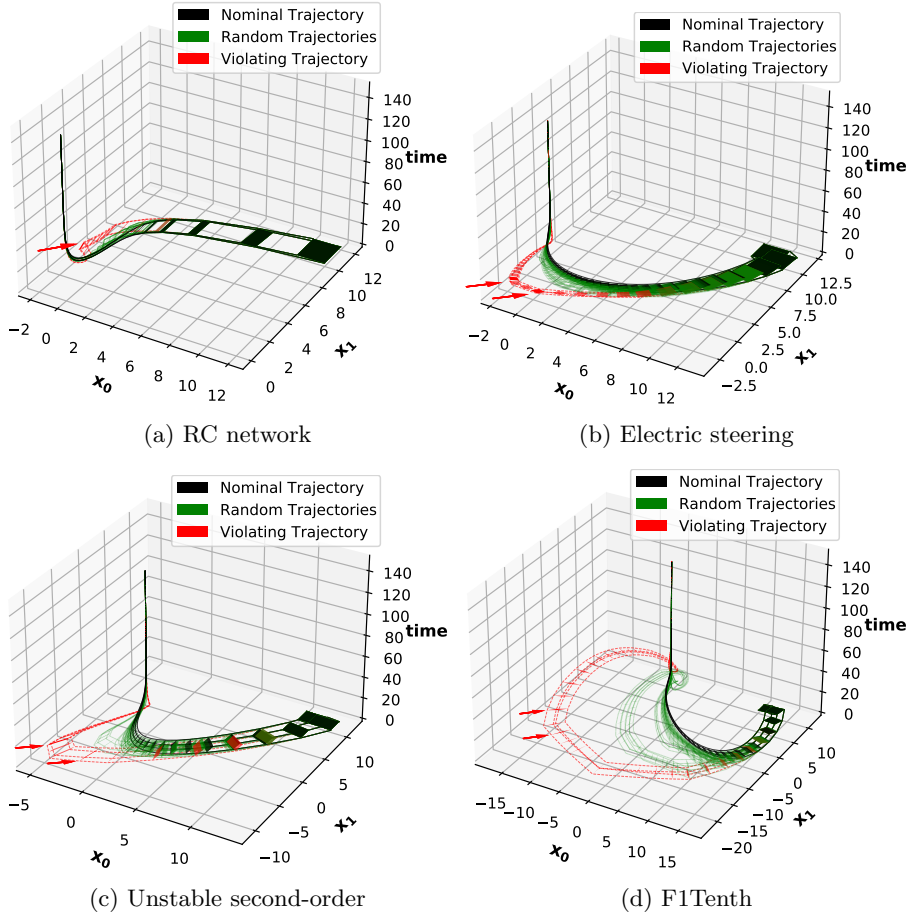 Nominal Trajectory
Random Trajectories
Violating Trajectory
140
120
100
80
60
40
20
0
time
−2 0 2 4 6 8 10 12
x0
0 2 4 6 8 10 12
x1
(a) RC network
Nominal Trajectory
Random Trajectories
Violating Trajectory
140
120
100
80
60
40
20
0
time
−2 0 2 4 6 8 10 12
x0
−2.5 0.0 2.5 5.0 7.5 10.0 12.5
x1
(b) Electric steering
Nominal Trajectory
Random Trajectories
Violating Trajectory
140
120
100
80
60
40
20
0
time
−5 0 5 10
x0
−10 −5 0 5 10
x1
(c) Unstable second-order
Nominal Trajectory
Random Trajectories
Violating Trajectory
140
120
100
80
60
40
20
0
time
−15 −10 −5 0 5 10 15
x0
−20 −15 −10 −5 0 5 10
x1
(d) F1Tenth